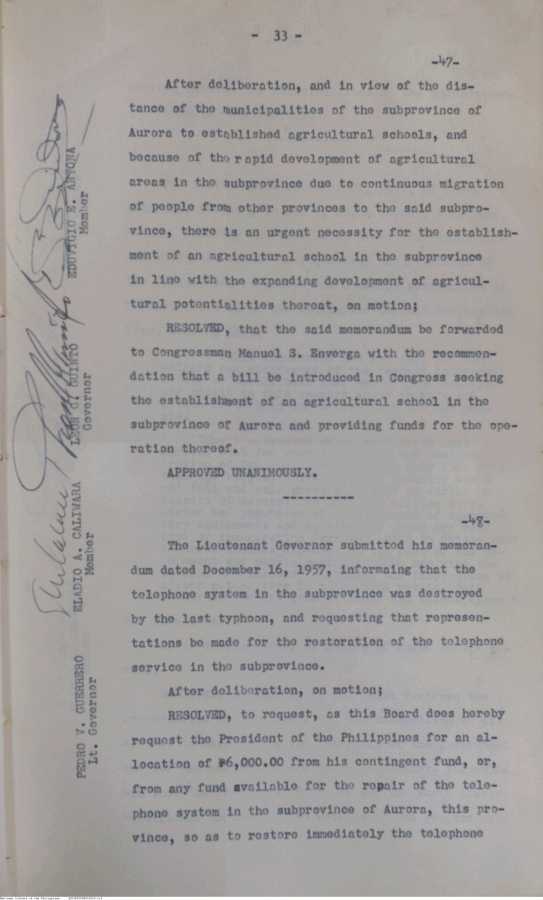 - 33 -
-47-
After deliberation, and in view of the dis-
tance of the municipalities of the subprovince of
Aurora to established agricultural schools, and
because of the rapid development of agricultural
areas in the subprovince due to continuous migration
of people from other provinces to the said subpro-
vince, there is an urgent necessity for the establish-
ment of an agricultural school in the subprovince
in line with the expanding development of agricul-
tural potentialities thereat, on motion;
RESOLVED, that the said memorandum be forwarded
to Congressman Manuel S. Enverga with the recommen-
dation that a bill be introduced in Congress seeking
the establishment of an agricultural school in the
subprovince of Aurora and providing funds for the ope-
ration thereof.
APPROVED UNANIMOUSLY.
----------
-48-
The Lieutenant Governor submitted his memoran-
dum dated December 16, 1957, informaing that the
telephone system in the subprovince was destroyed
by the last typhoon, and requesting that represen-
tations be made for the restoration of the telephone
service in the subprovince.
After deliberation, on motion;
RESOLVED, to request, as this Board does hereby
request the President of the Philippines for an al-
location of ₱6,000.00 from his contingent fund, or,
from any fund available for the repair of the tele-
phone system in the subprovince of Aurora, this pro-
vince, so as to restore immediately the telephone
PEDRO V. GUERRERO
Lt. Governor
ELADIO A. CALIWARA
Member
LEON G. GUINTO
Governor
EDUVIGIO E. ANTONA
Member